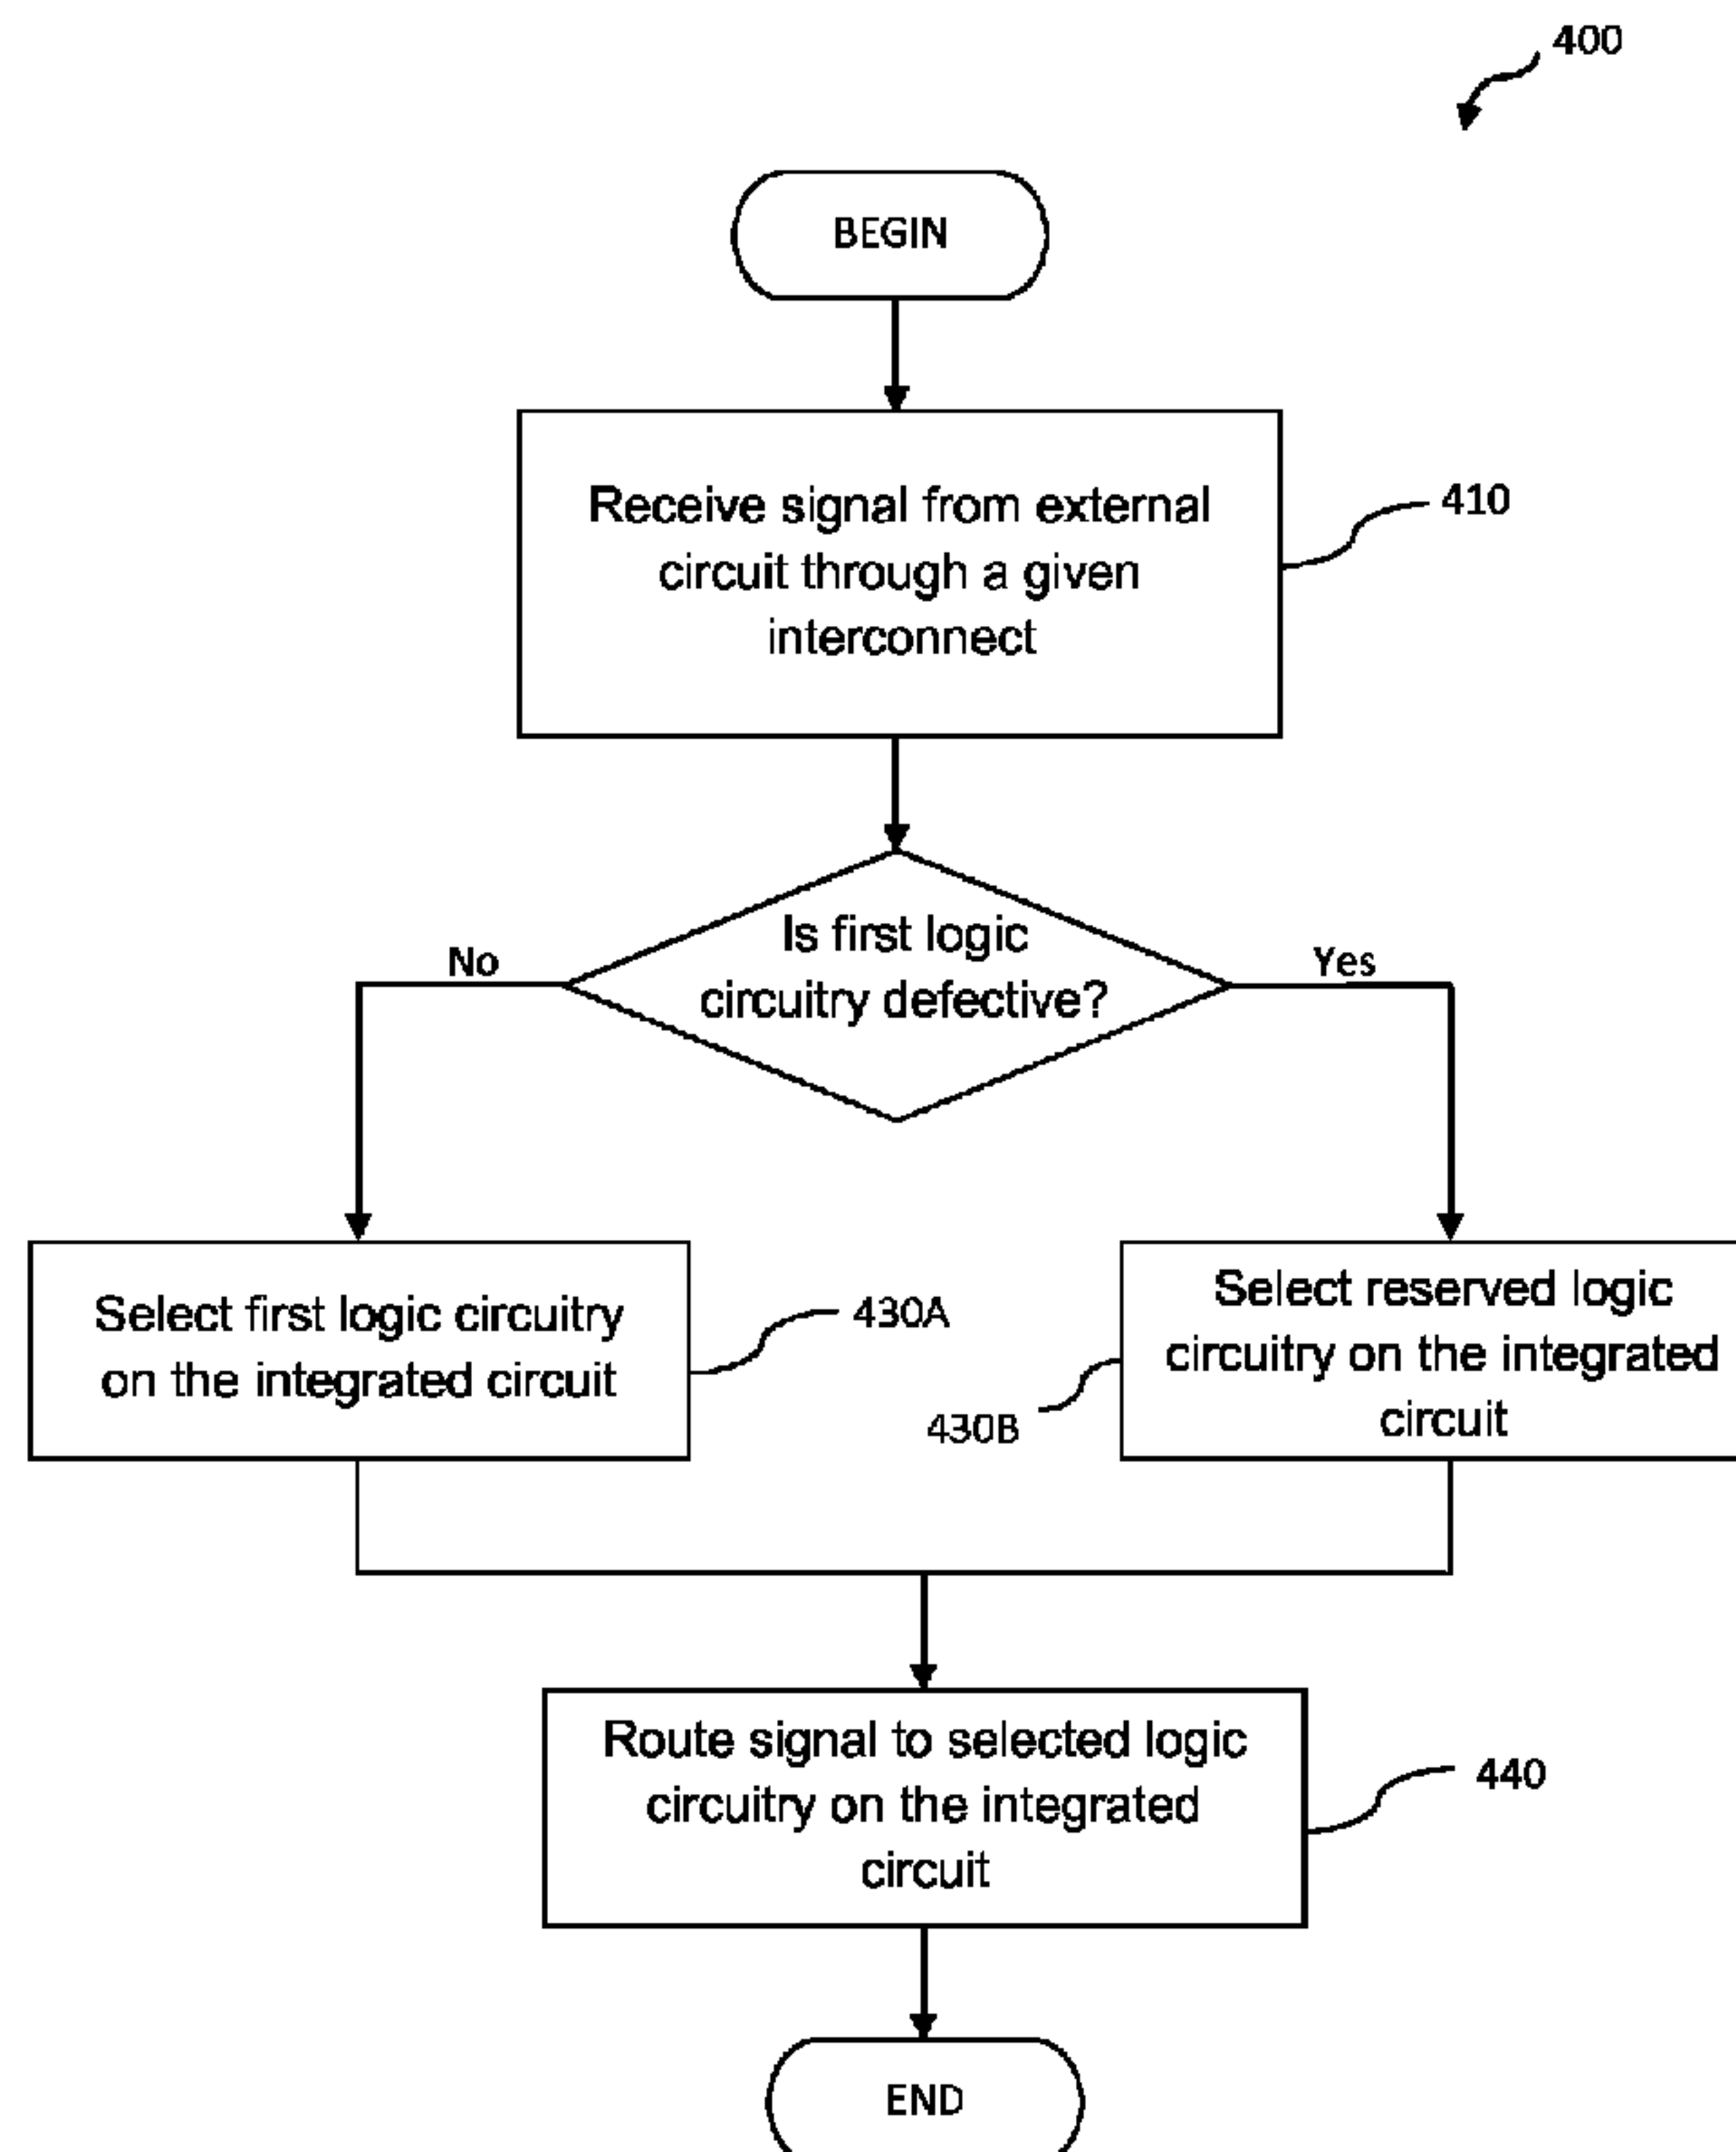 400
BEGIN
Receive signal from external
circuit through a given
interconnect
410
Is first logic
circuitry defective?
No
Yes
Select first logic circuitry
on the integrated circuit
430A
Select reserved logic
circuitry on the integrated
circuit
430B
Route signal to selected logic
circuitry on the integrated
circuit
440
END